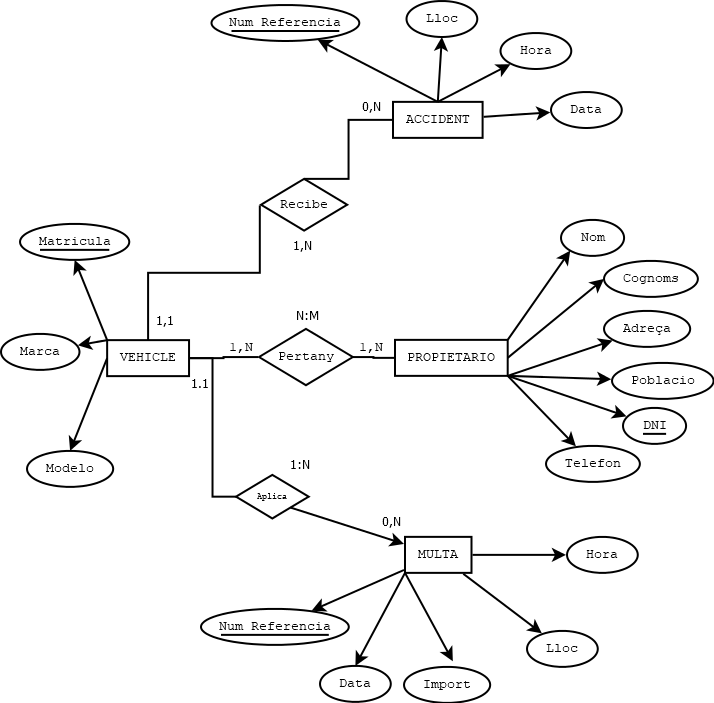 Lloc
Num Referencia
Hora
0,N
Data
ACCIDENT
Recibe
Matricula
Nom
1,N
Cognoms
N:M
1,1
Adreça
Marca
1,N
1,N
VEHICLE
Pertany
PROPIETARIO
Poblacio
1.1
DNI
1:N
Telefon
Modelo
Aplica
0,N
MULTA
Hora
Num Referencia
Lloc
Data
Import